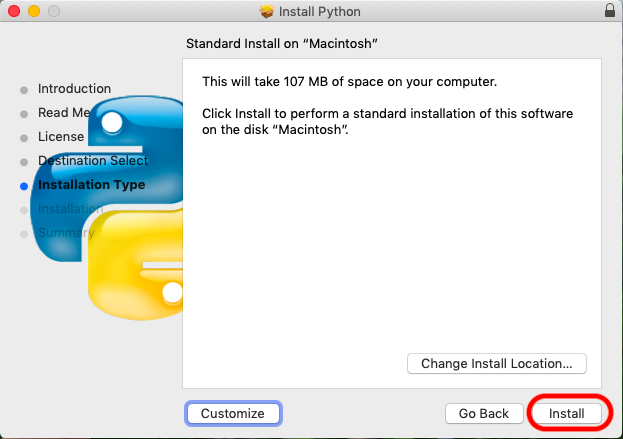 Install Python
Standard Install on “Macintosh”
Introduction
Read Me
License
Destination Select
Installation Type
Installation
Summary
This will take 107 MB of space on your computer.
Click Install to perform a standard installation of this software
on the disk “Macintosh”.
Change Install Location...
Customize
Go Back
Install